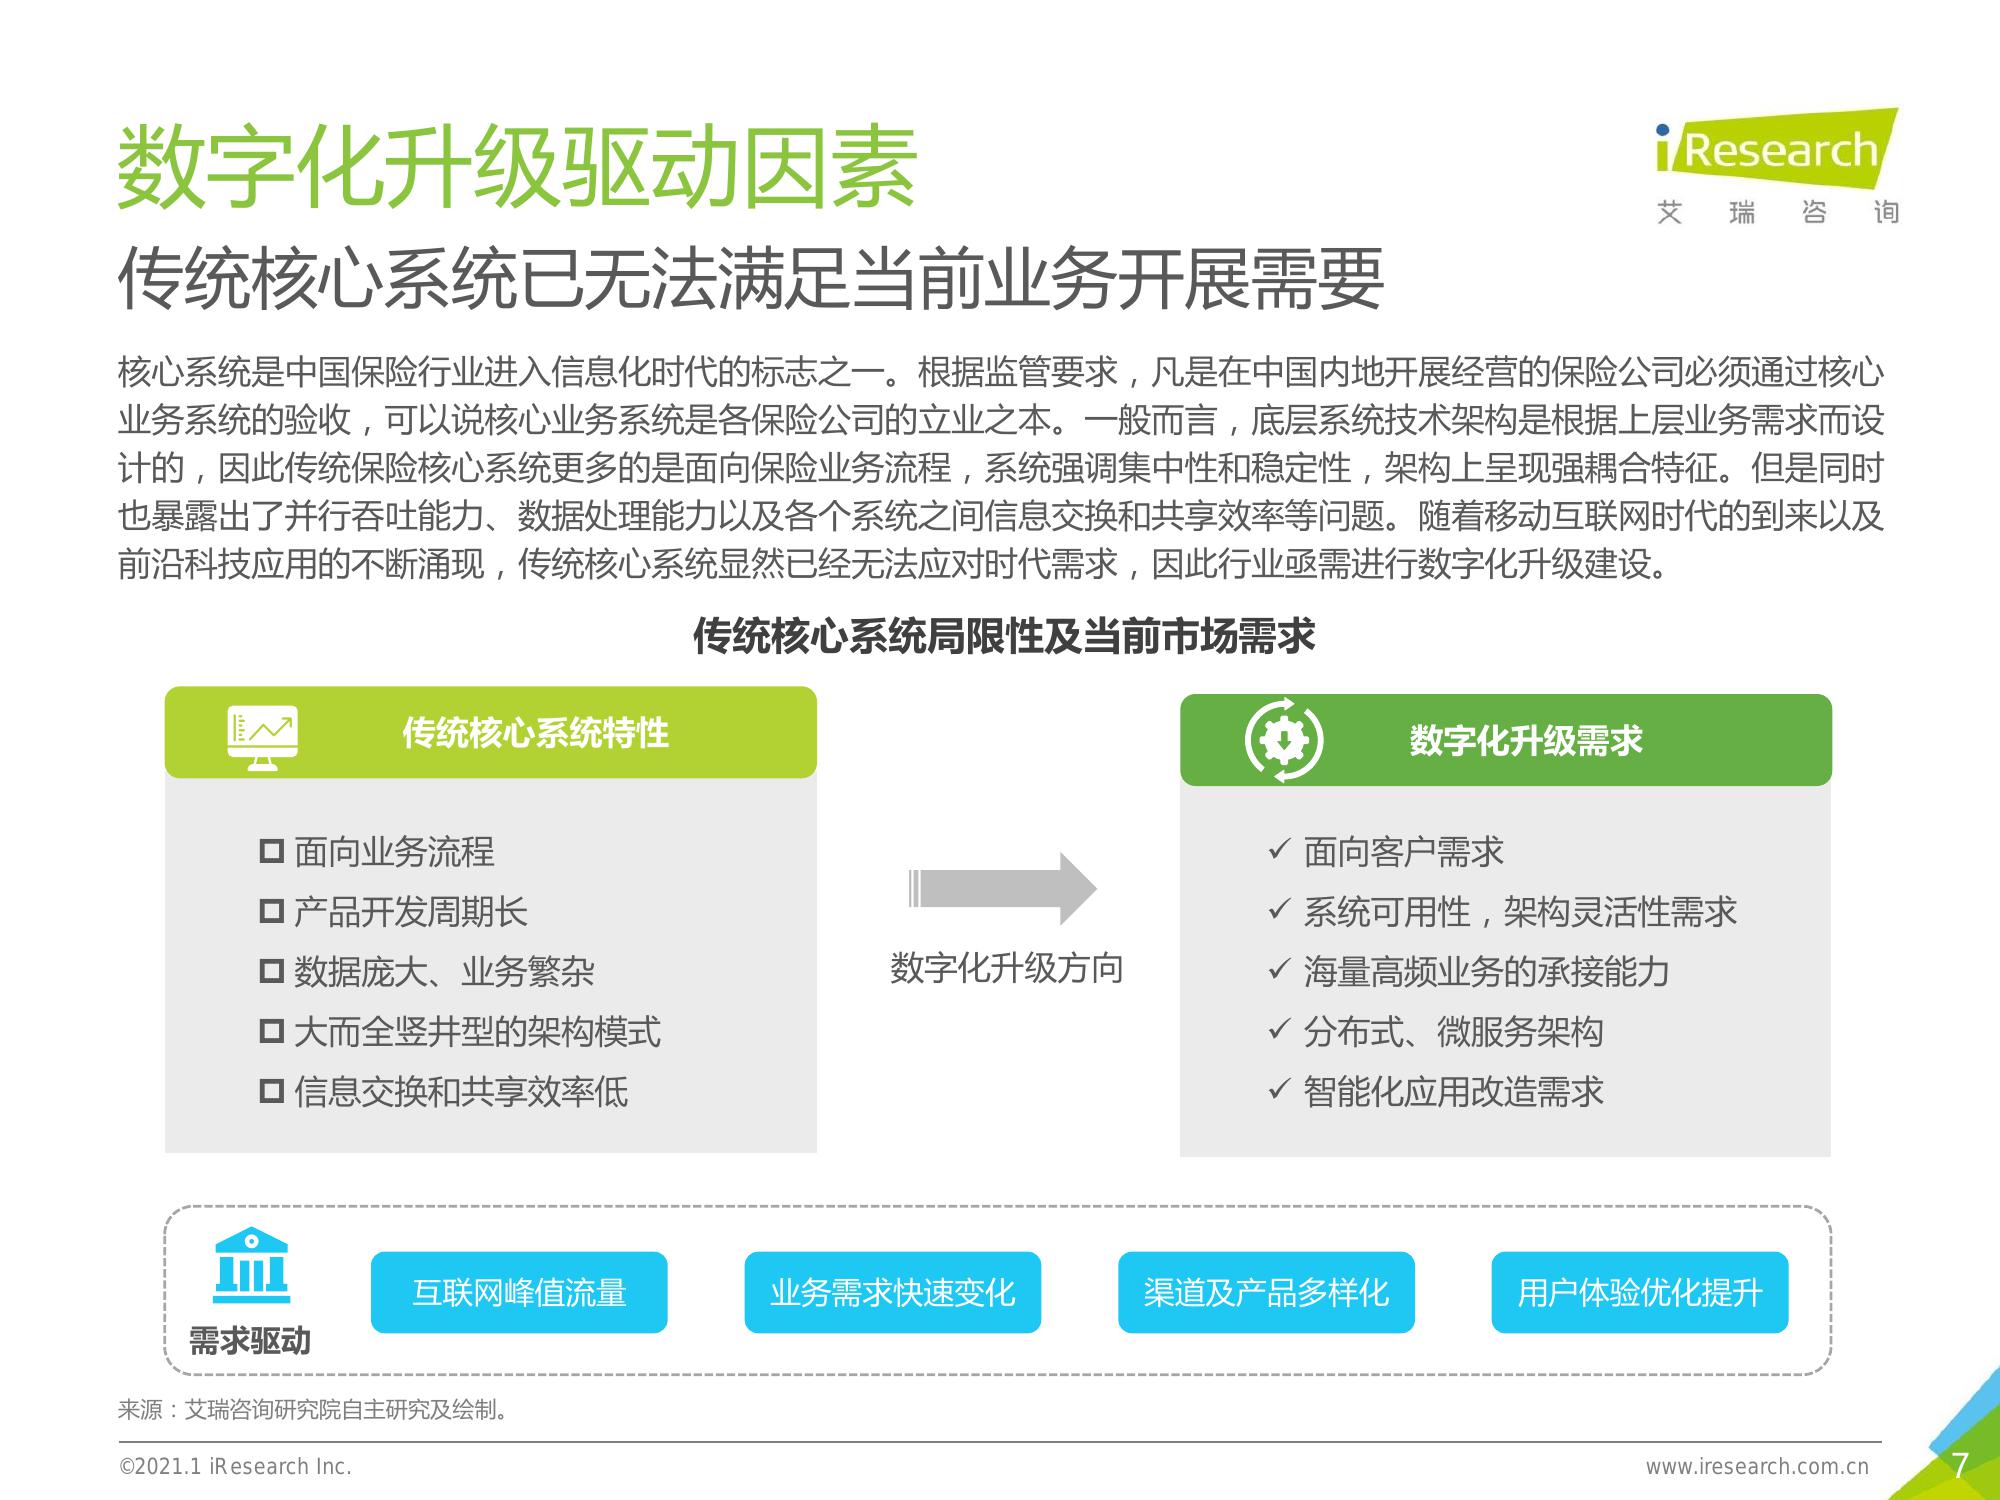 数字化升级驱动因素
iResearch
艾 瑞 咨 询
传统核心系统已无法满足当前业务开展需要
核心系统是中国保险行业进入信息化时代的标志之一。根据监管要求，凡是在中国内地开展经营的保险公司必须通过核心
业务系统的验收，可以说核心业务系统是各保险公司的立业之本。一般而言，底层系统技术架构是根据上层业务需求而设
计的，因此传统保险核心系统更多的是面向保险业务流程，系统强调集中性和稳定性，架构上呈现强耦合特征。但是同时
也暴露出了并行吞吐能力、数据处理能力以及各个系统之间信息交换和共享效率等问题。随着移动互联网时代的到来以及
前沿科技应用的不断涌现，传统核心系统显然已经无法应对时代需求，因此行业亟需进行数字化升级建设。
传统核心系统局限性及当前市场需求
传统核心系统特性
面向业务流程
产品开发周期长
数据庞大、业务繁杂
大而全竖井型的架构模式
信息交换和共享效率低
数字化升级方向
数字化升级需求
✓ 面向客户需求
✓ 系统可用性，架构灵活性需求
✓ 海量高频业务的承接能力
✓ 分布式、微服务架构
✓ 智能化应用改造需求
需求驱动
互联网峰值流量
业务需求快速变化
渠道及产品多样化
用户体验优化提升
来源：艾瑞咨询研究院自主研究及绘制。
©2021.1 iResearch Inc.
www.iresearch.com.cn
7